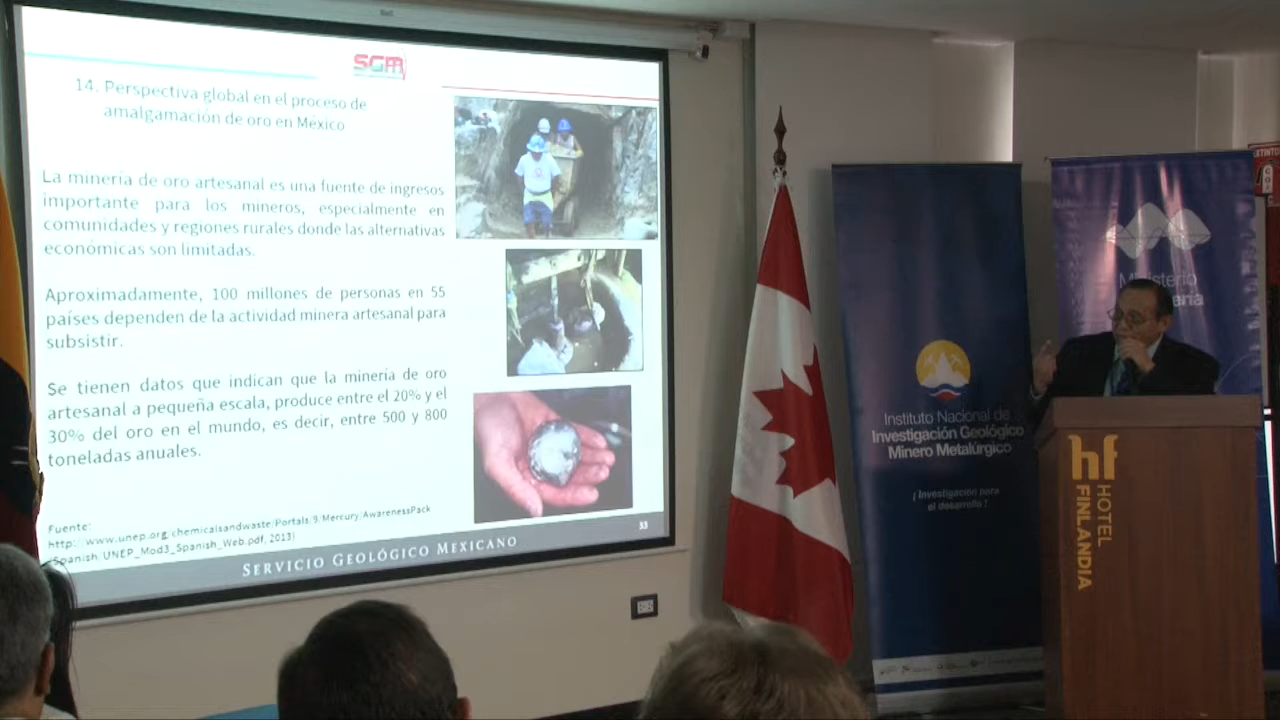 SGM
14. Perspectiva global en el proceso de
amalgamación de oro en México
La minería de oro artesanal es una fuente de ingresos
importante para los mineros, especialmente en
comunidades y regiones rurales donde las alternativas
económicas son limitadas.
Aproximadamente, 100 millones de personas en 55
países dependen de la actividad minera artesanal para
subsistir.
Se tienen datos que indican que la minería de oro
artesanal a pequeña escala, produce entre el 20% y el
30% del oro en el mundo, es decir, entre 500 y 800
toneladas anuales.
Fuente:
http://www.unep.org/chemicalsandwaste/Portals/9/Mercury/AwarenessPack
/Spanish/UNEP_Mod3_Spanish_Web.pdf, 2013)
33
SERVICIO GEOLÓGICO MEXICANO
Instituto Nacional de
Investigación Geológico
Minero Metalúrgico
¡Investigación para
el desarrollo!
Ministerio
hf
HOTEL
FINLANDIA